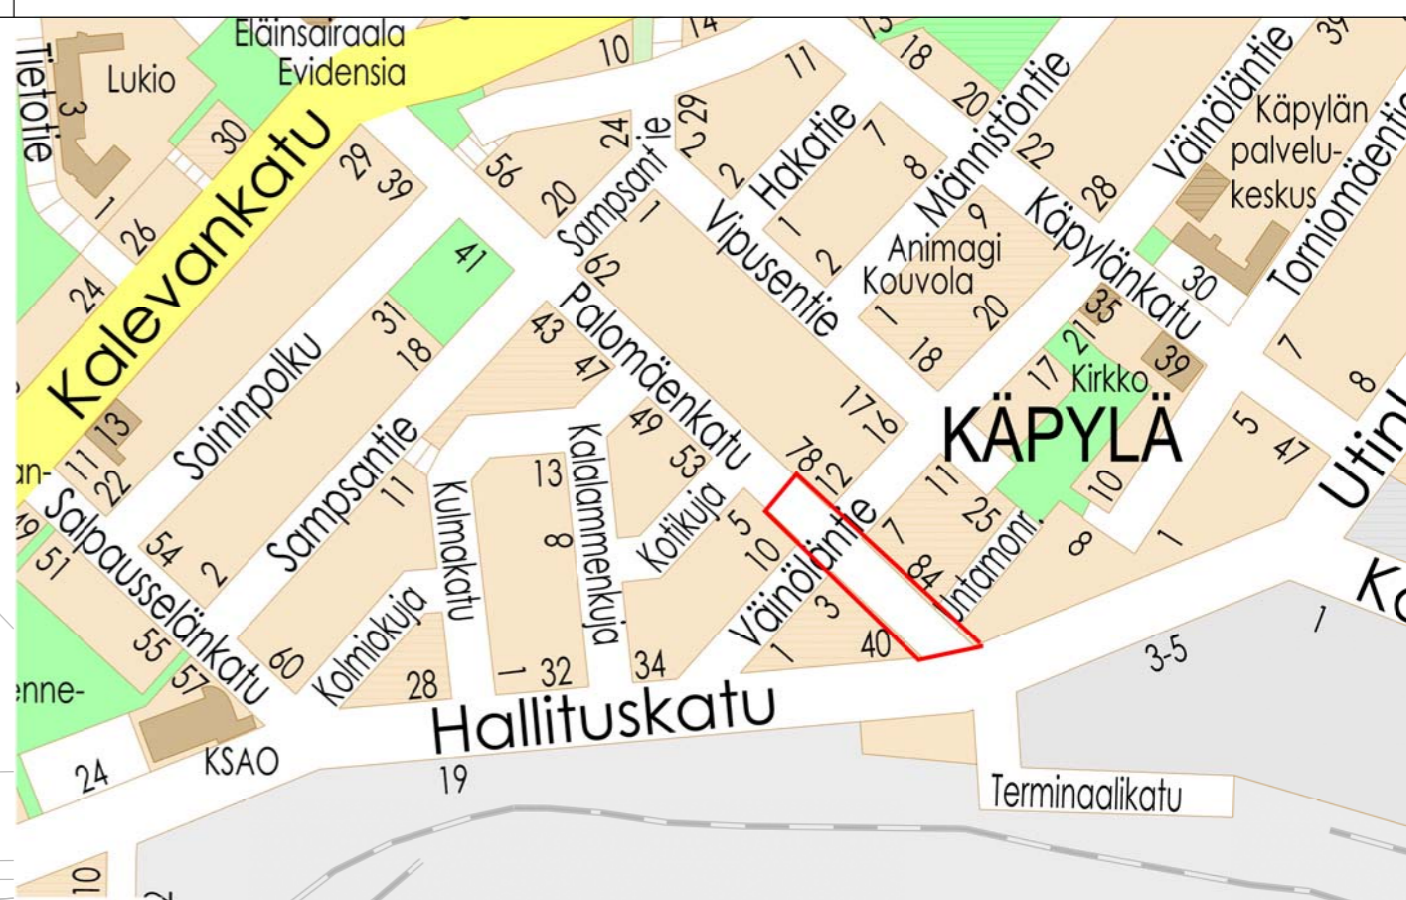 Eläinsairaala
Evidensia
Lukio
Tietotie
3
1
30
26
24
Kalevankatu
29
39
10
14
11
13
18
20
39
24
Sampsantie
29
2
2
56
20
Hakatie
7
8
Männistöntie
22
28
Väinöläntie
Käpylän
palvelu-
keskus
Torniomäentie
1
62
Vipusentie
1
2
9
Animagi
Kouvola
1
20
18
Käpylänkatu
30
35
21
39
17
Kirkko
7
8
41
31
18
43
47
Palomäenkatu
17
16
KÄPYLÄ
5
47
13
11
22
Soininpolku
Sampsantie
11
49
53
78
12
11
25
10
an-
49
51
Salpausselänkatu
54
2
Kulmakatu
13
8
Kalalammenkuja
Kotikuja
5
10
Väinöläntie
7
84
Untamoni.
8
1
55
57
60
Kolmiokuja
28
1
32
34
1
3
40
3-5
1
enne-
KSAO
24
Hallituskatu
19
Terminaalikatu
10